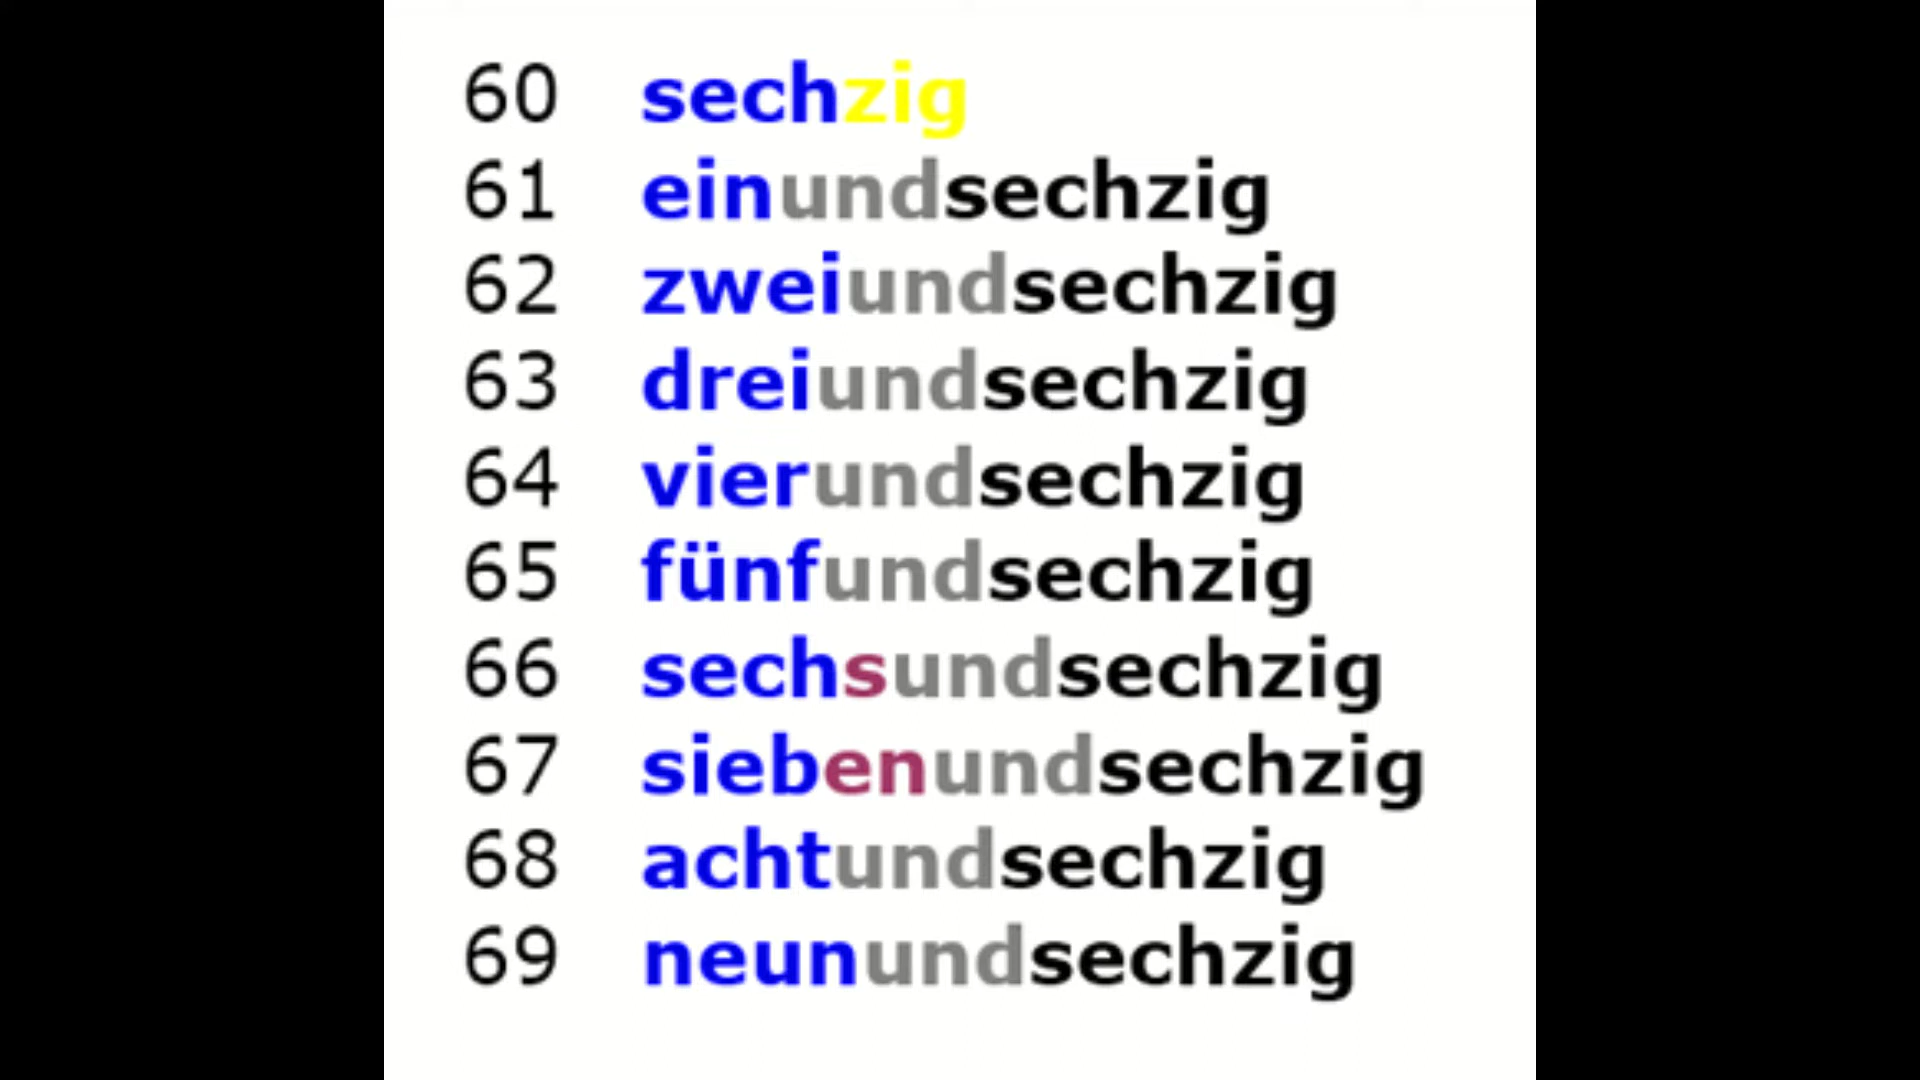 60 sechzig
61 einundsechzig
62 zweiundsechzig
63 dreiundsechzig
64 vierundsechzig
65 fünfundsechzig
66 sechsundsechzig
67 siebenundsechzig
68 achtundsechzig
69 neunundsechzig